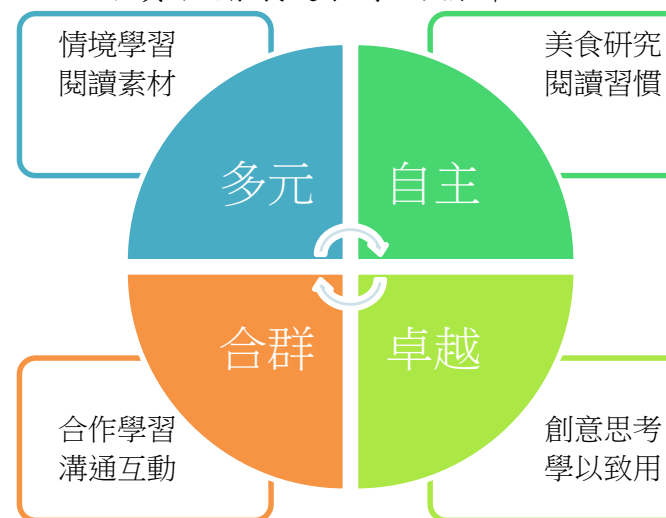 情境學習
閱讀素材
美食研究
閱讀習慣
多元
自主
合群
卓越
合作學習
溝通互動
創意思考
學以致用